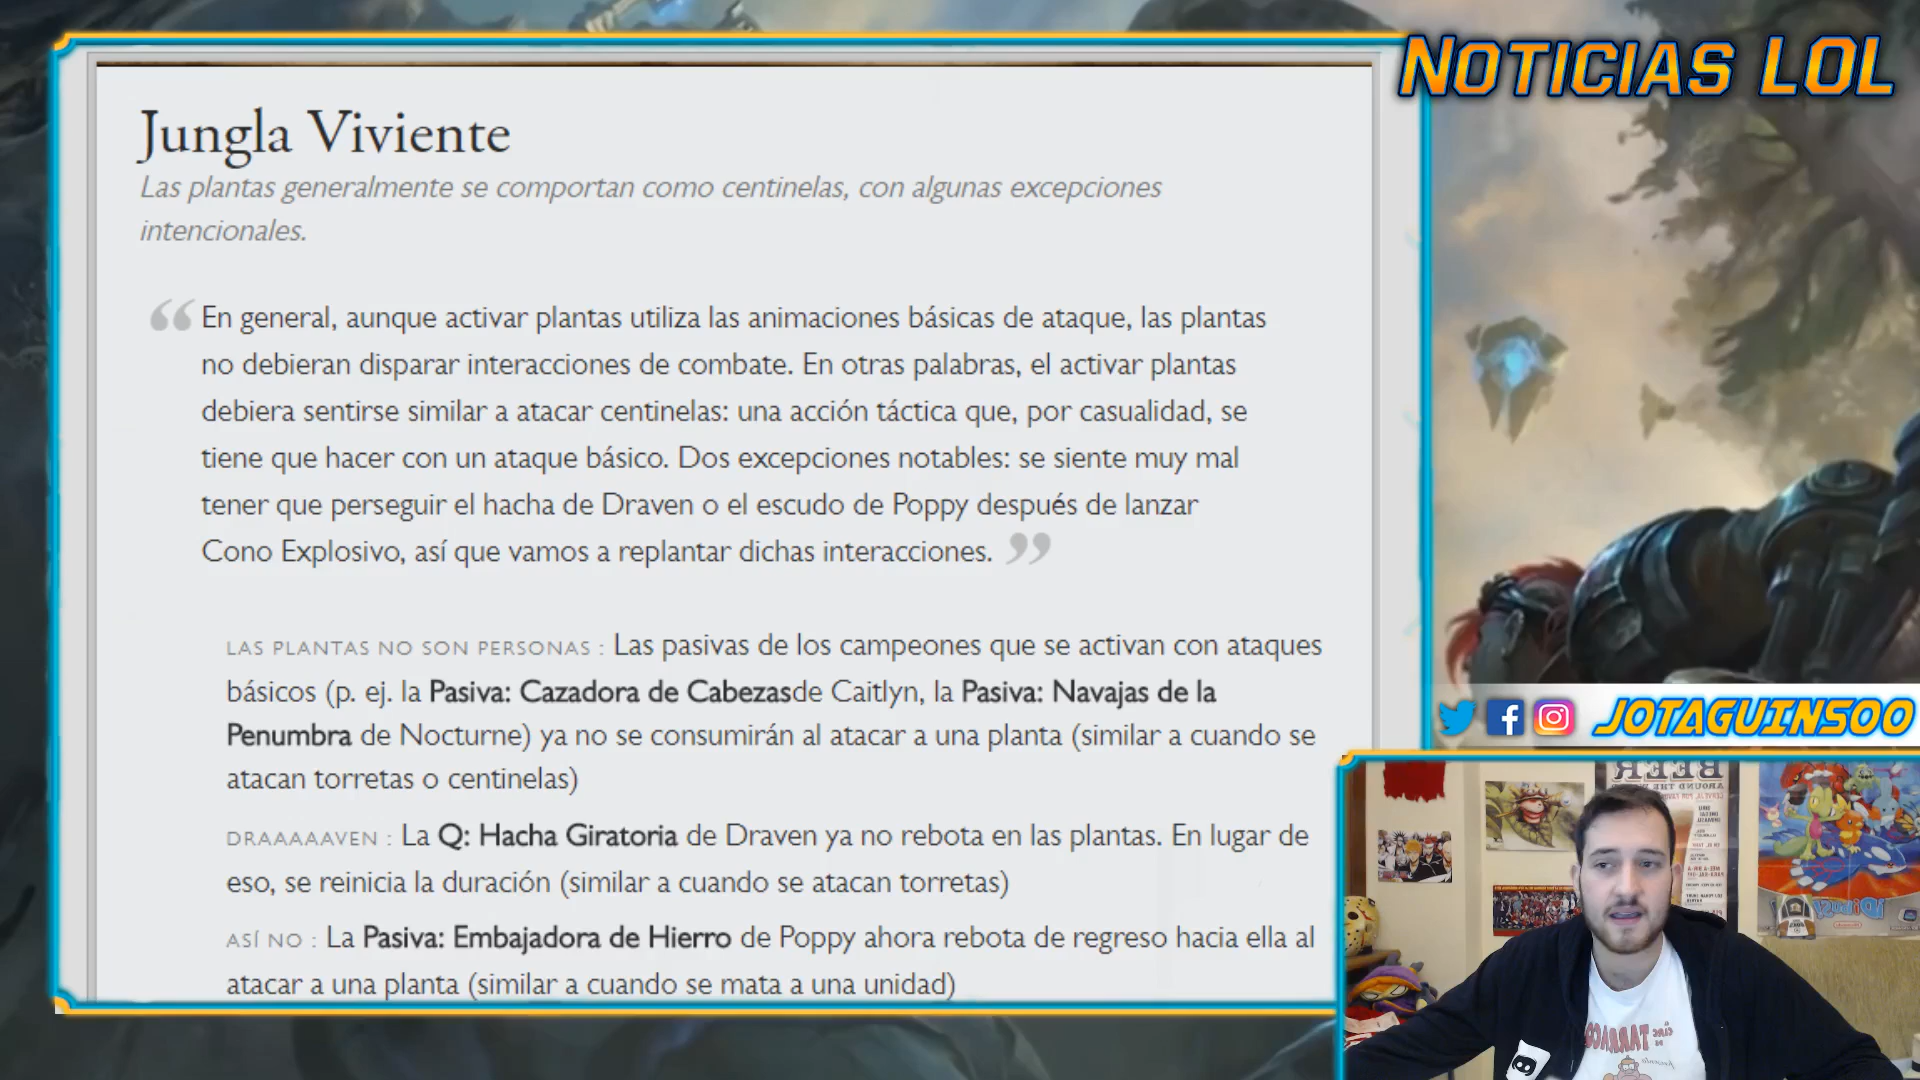 NOTICIAS LOL
Jungla Viviente
Las plantas generalmente se comportan como centinelas, con algunas excepciones
intencionales.
“ En general, aunque activar plantas utiliza las animaciones básicas de ataque, las plantas
no debieran disparar interacciones de combate. En otras palabras, el activar plantas
debiera sentirse similar a atacar centinelas: una acción táctica que, por casualidad, se
tiene que hacer con un ataque básico. Dos excepciones notables: se siente muy mal
tener que perseguir el hacha de Draven o el escudo de Poppy después de lanzar
Cono Explosivo, así que vamos a replantar dichas interacciones. ”
LAS PLANTAS NO SON PERSONAS : Las pasivas de los campeones que se activan con ataques
básicos (p. ej. la Pasiva: Cazadora de Cabezasde Caitlyn, la Pasiva: Navajas de la
Penumbra de Nocturne) ya no se consumirán al atacar a una planta (similar a cuando se
atacan torretas o centinelas)
DRAAAAAVEN : La Q: Hacha Giratoria de Draven ya no rebota en las plantas. En lugar de
eso, se reinicia la duración (similar a cuando se atacan torretas)
ASÍ NO : La Pasiva: Embajadora de Hierro de Poppy ahora rebota de regreso hacia ella al
atacar a una planta (similar a cuando se mata a una unidad)
JOTAGUINSOO
BEER
AROUND THE